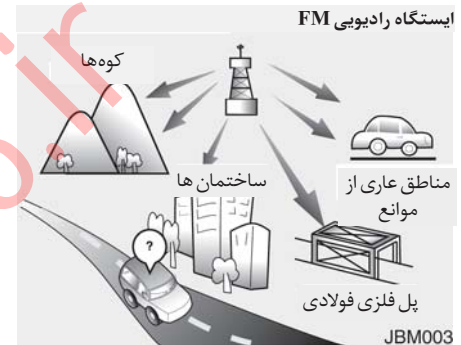 ایستگاه رادیویی FM
کوه‌ها
مناطق عاری از
موانع
ساختمان ها
?
پل فلزی فولادی
JBM003